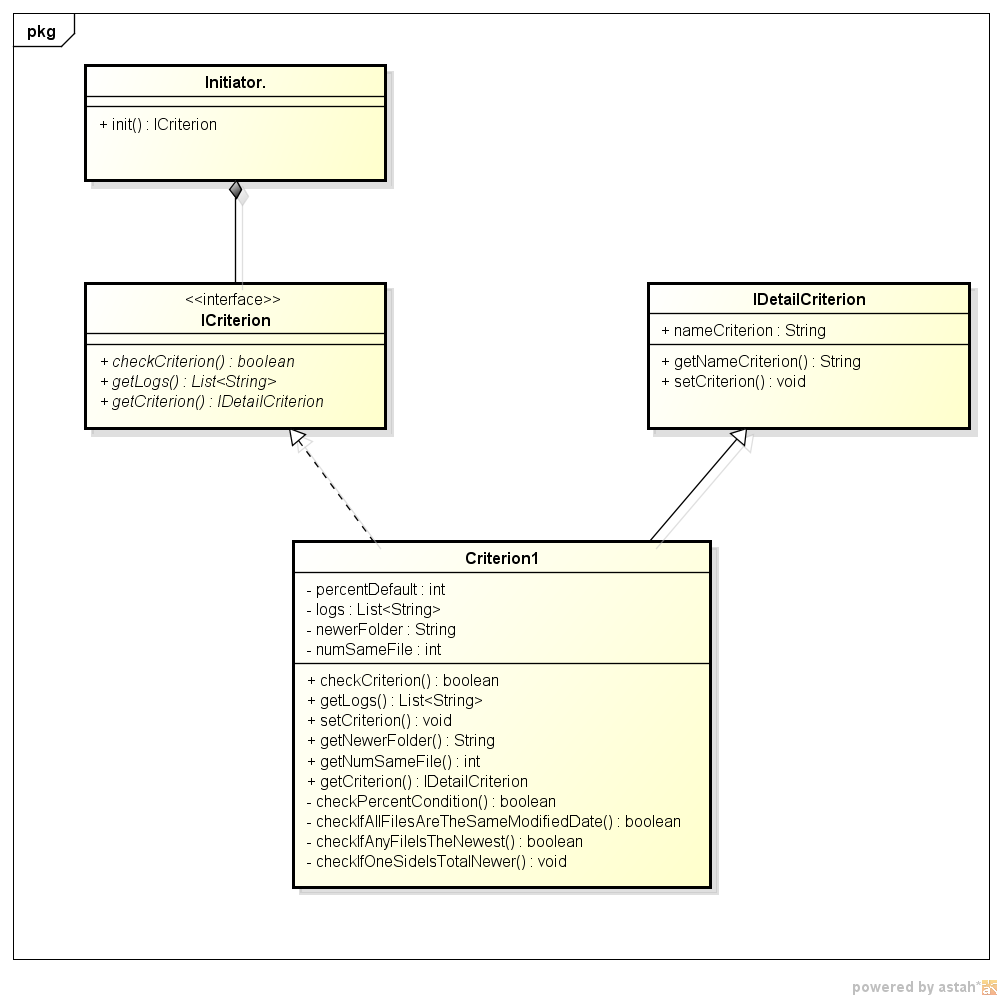 pkg
Initiator.
+ init() : ICriterion
<<interface>>
ICriterion
+ checkCriterion() : boolean
+ getLogs() : List<String>
+ getCriterion() : IDetailCriterion
IDetailCriterion
+ nameCriterion : String
+ getNameCriterion() : String
+ setCriterion() : void
Criterion1
- percentDefault : int
- logs : List<String>
- newerFolder : String
- numSameFile : int
+ checkCriterion() : boolean
+ getLogs() : List<String>
+ setCriterion() : void
+ getNewerFolder() : String
+ getNumSameFile() : int
+ getCriterion() : IDetailCriterion
- checkPercentCondition() : boolean
- checkIfAllFilesAreTheSameModifiedDate() : boolean
- checkIfAnyFileIsTheNewest() : boolean
- checkIfOneSideIsTotalNewer() : void
powered by astah*